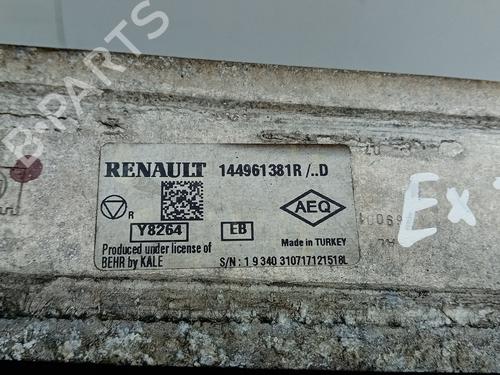 B-PARTS
RENAULT 144961381R /..D
R
Y8264 EB AEQ
Produced under license of Made in TURKEY
BEHR by KALE S/N : 1 9 340 310717121518L
Ex